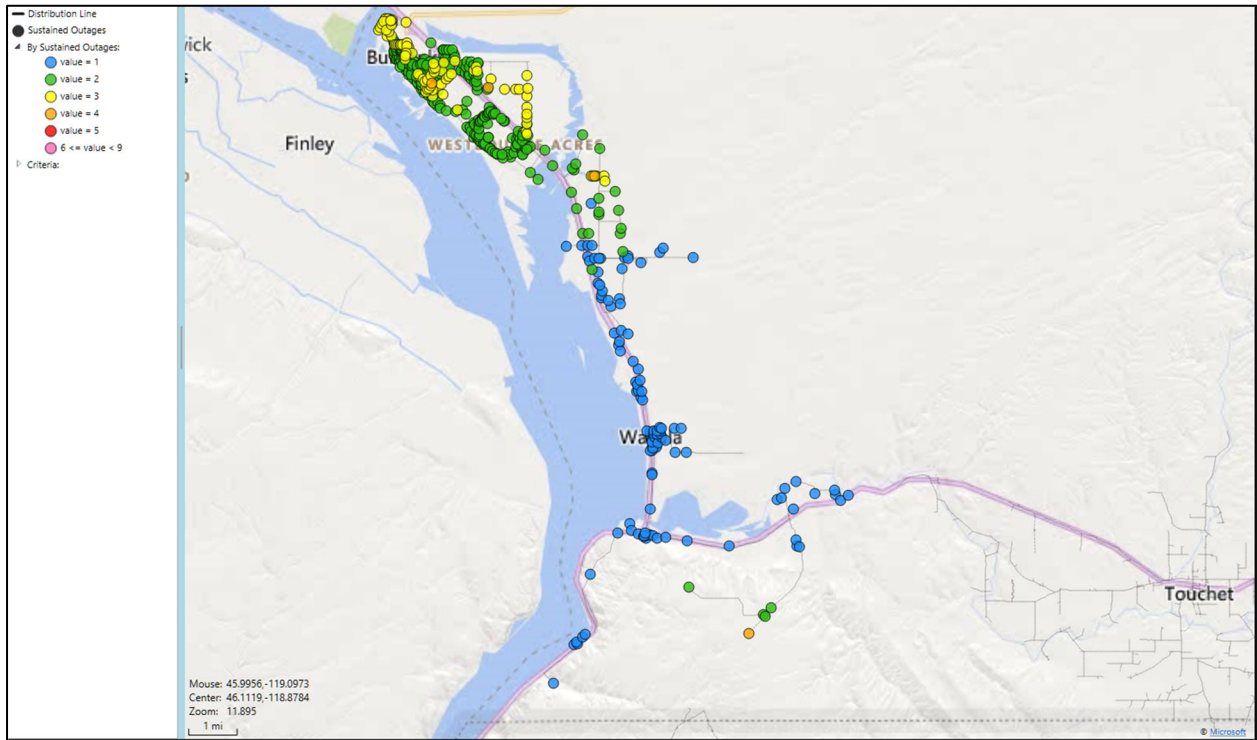 Distribution Line
Sustained Outages
By Sustained Outages:
value = 1
value = 2
value = 3
value = 4
value = 5
6 <= value < 9
Criteria:
Finley
Touchet
Mouse: 45.9956,-119.0973
Center: 46.1119,-118.8784
Zoom: 11.895
1 mi
© Microsoft